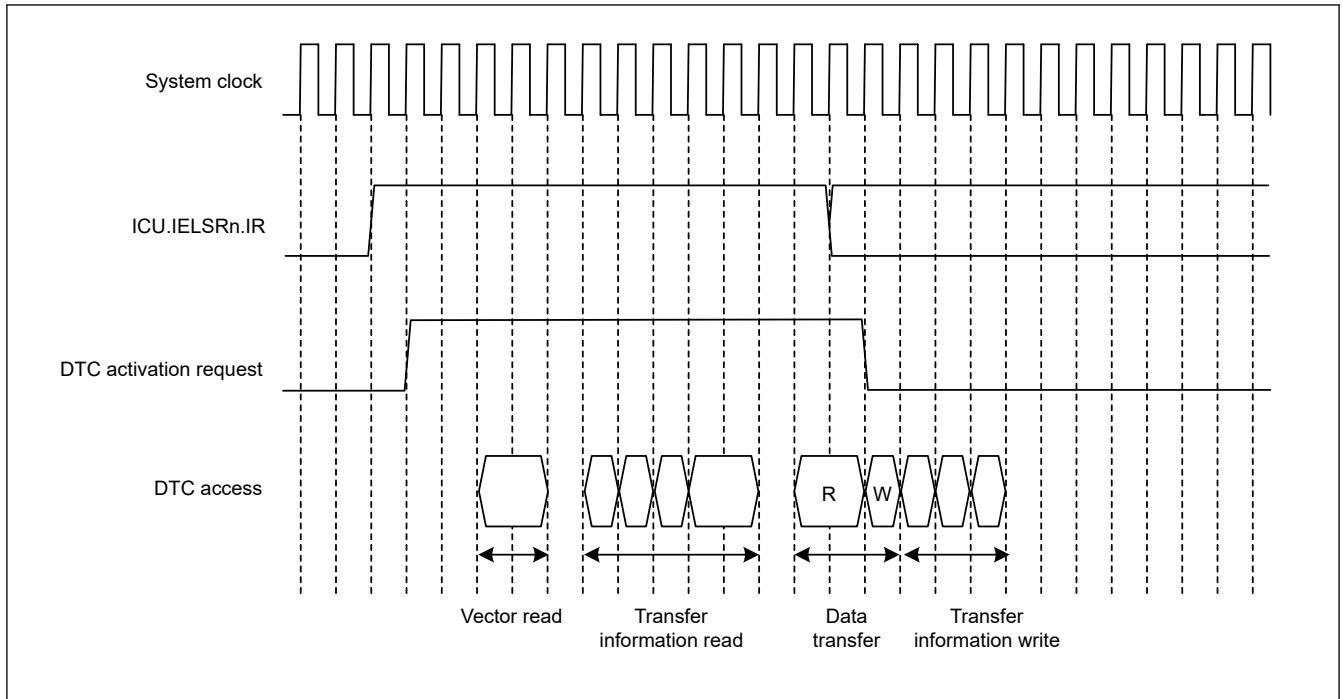 System clock
ICU.IELSRn.IR
DTC activation request
DTC access
R
W
Vector read
Transfer
information read
Data
transfer
Transfer
information write